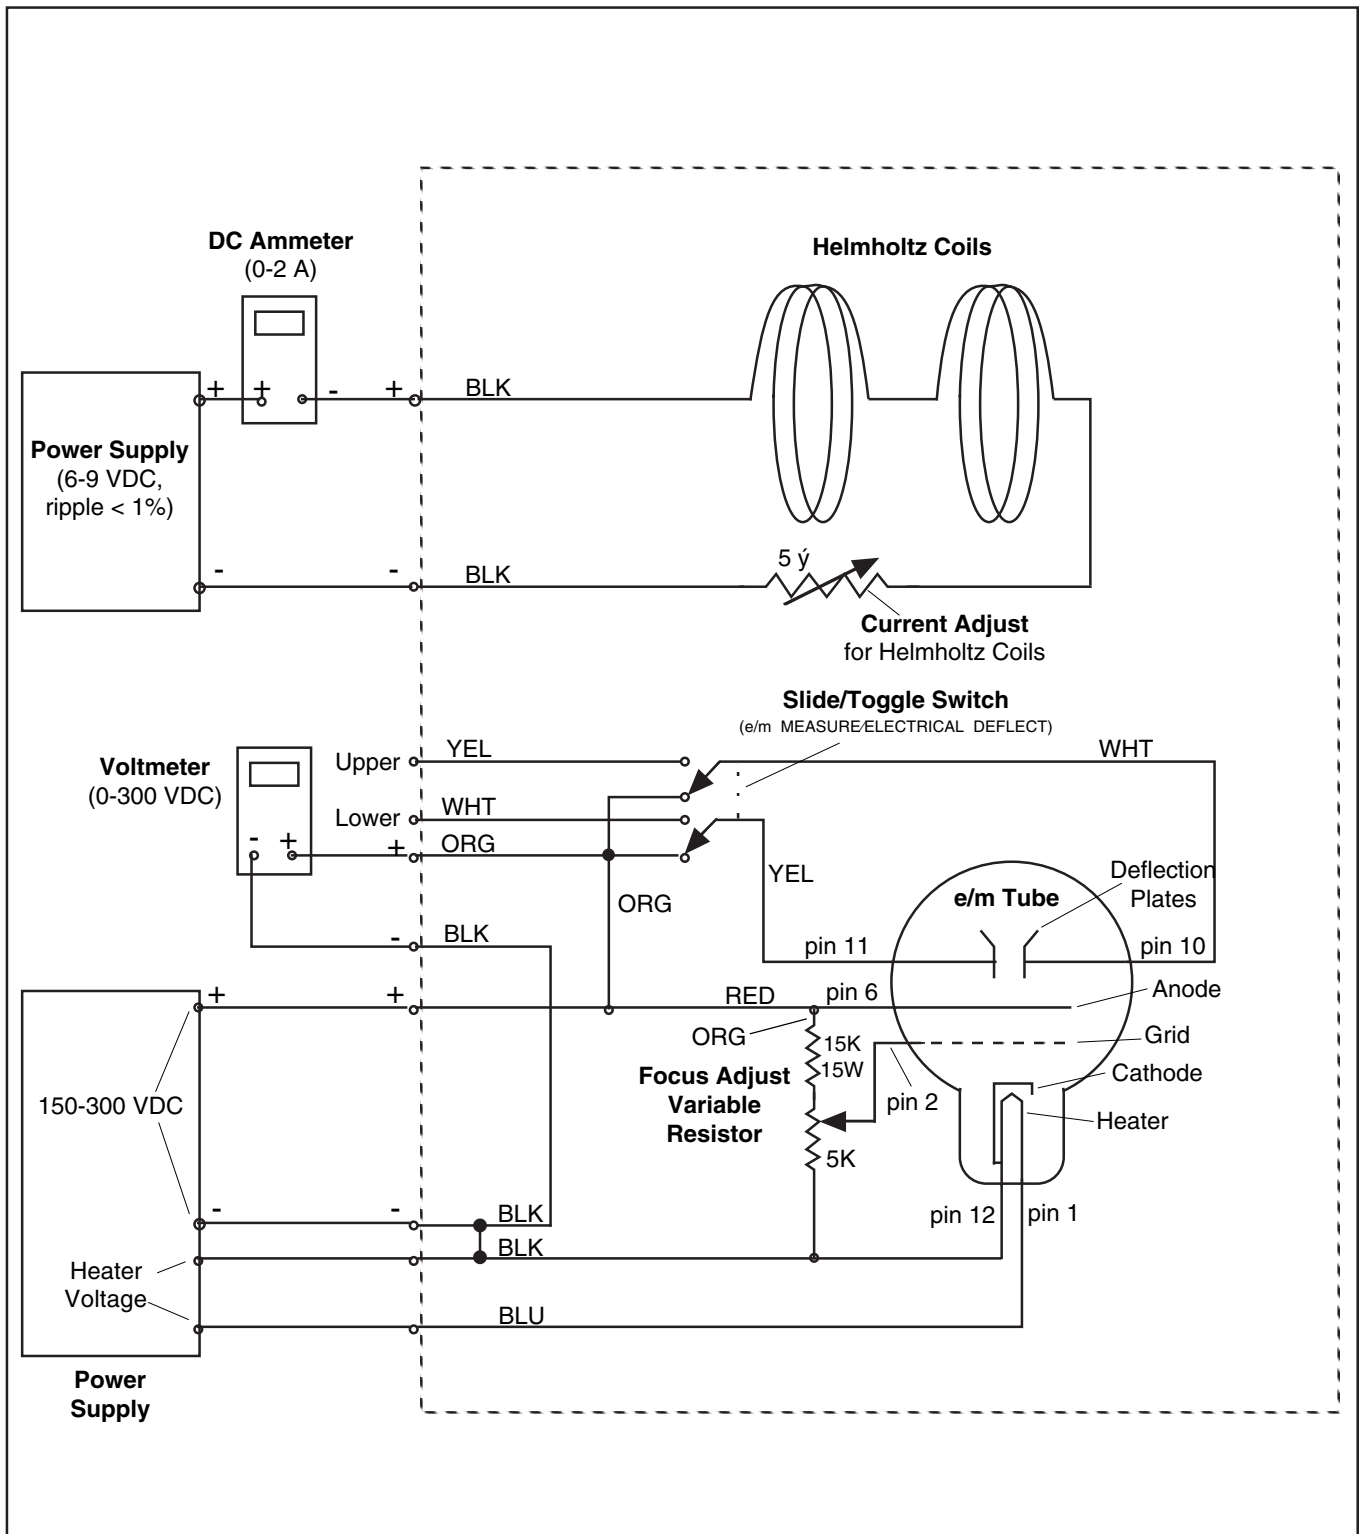 DC Ammeter
(0-2 A)
Helmholtz Coils
+
+
-
+
BLK
Power Supply
(6-9 VDC,
ripple < 1%)
-
-
BLK
5 ý
Current Adjust
for Helmholtz Coils
Slide/Toggle Switch
(e/m MEASURE/ELECTRICAL DEFLECT)
Voltmeter
(0-300 VDC)
Upper
YEL
WHT
Lower
WHT
-
+
+
ORG
YEL
ORG
e/m Tube
Deflection
Plates
-
BLK
pin 11
pin 10
+
+
RED
pin 6
Anode
ORG
15K
15W
Grid
Focus Adjust
Variable
Resistor
pin 2
Cathode
Heater
150-300 VDC
5K
-
-
BLK
pin 12
pin 1
BLK
Heater
Voltage
BLU
Power
Supply